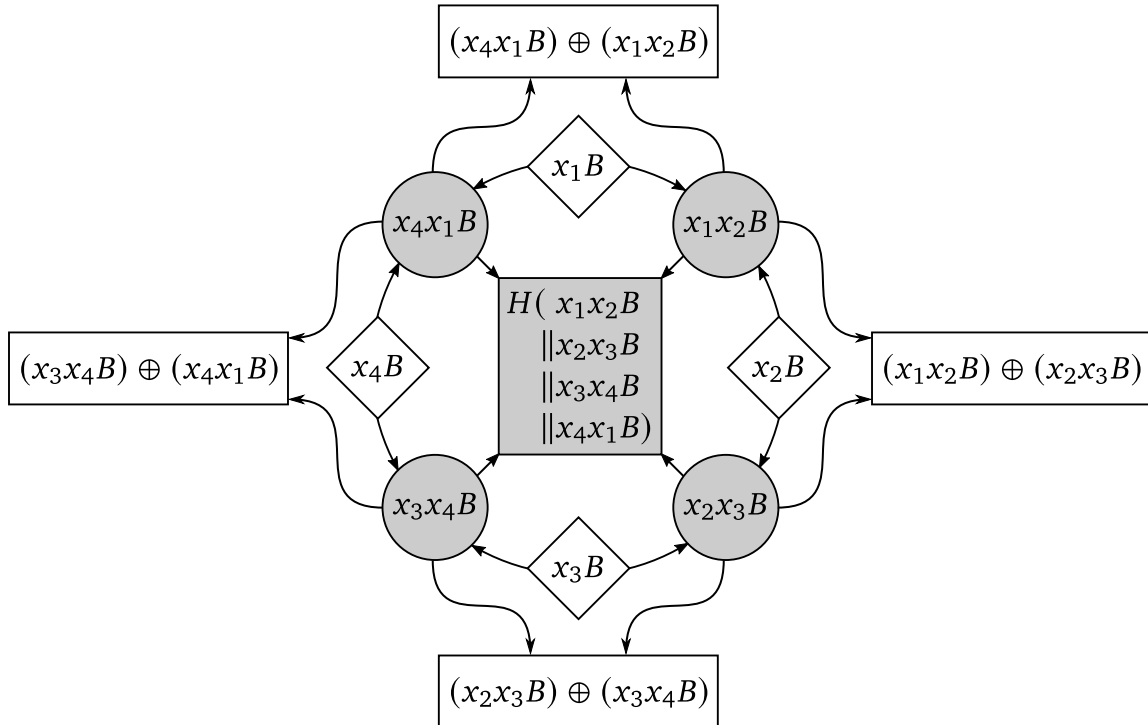 (x₄x₁B) ⊕ (x₁x₂B)
x₁B
x₄x₁B
x₁x₂B
H( x₁x₂B
‖x₂x₃B
‖x₃x₄B
‖x₄x₁B)
(x₃x₄B) ⊕ (x₄x₁B)
x₄B
x₂B
(x₁x₂B) ⊕ (x₂x₃B)
x₃x₄B
x₂x₃B
x₃B
(x₂x₃B) ⊕ (x₃x₄B)